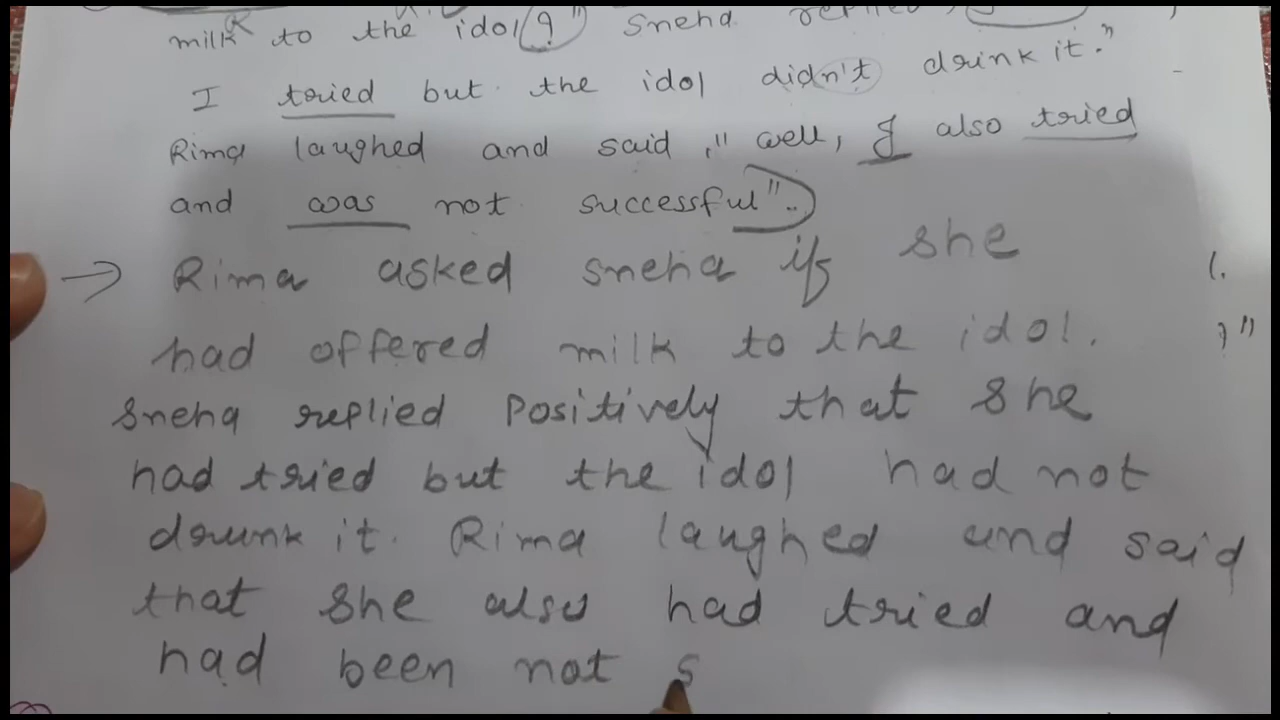 milk to the idol?" Sneha replied,
I tried but the idol didn't drink it."
Rima laughed and said," well, I also tried
and was not successful".
→ Rima asked Sneha if she
had offered milk to the idol.
Sneha replied Positively that she
had tried but the idol had not
drunk it. Rima laughed and said
that she also had tried and
had been not s